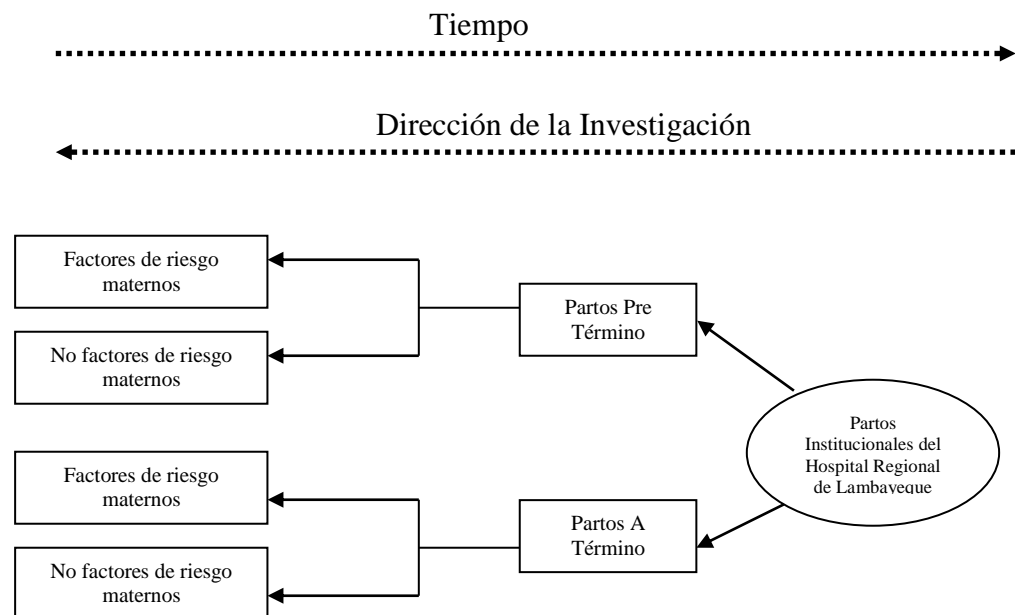 Tiempo
Dirección de la Investigación
Factores de riesgo
maternos
No factores de riesgo
maternos
Partos Pre
Término
Partos
Institucionales del
Hospital Regional
de Lambayeque
Factores de riesgo
maternos
No factores de riesgo
maternos
Partos A
Término